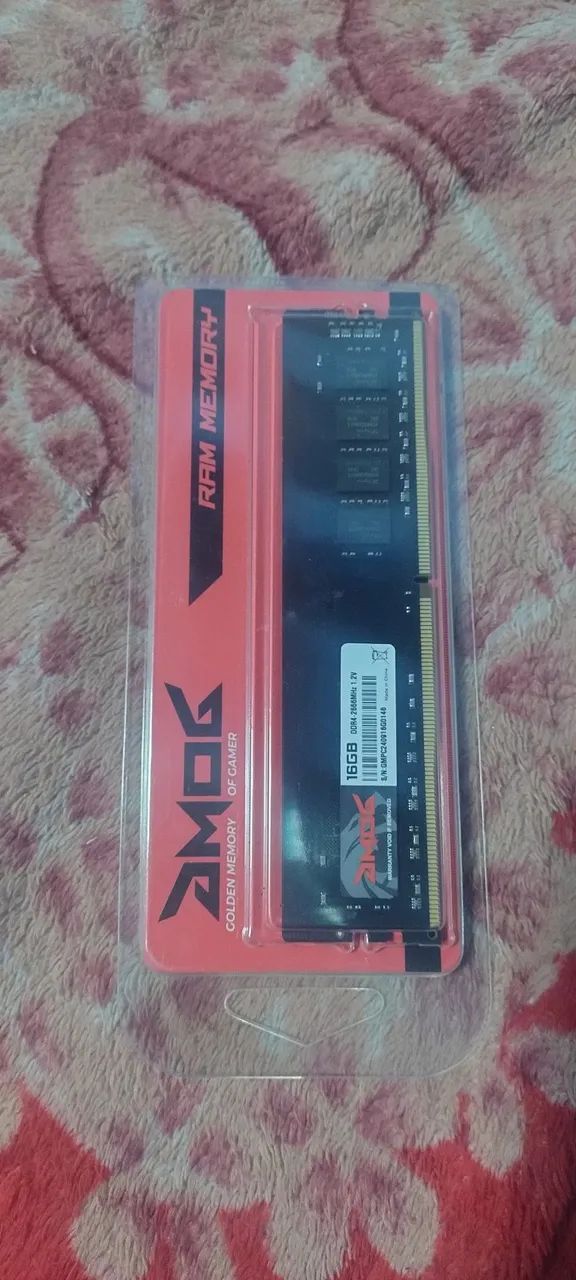 RAM MEMORY
AMOG
GOLDEN MEMORY OF GAMER
16GB
DDR4-2666MHz 1.2V
Made in China
S/N:GMPC240916G0148
AMOG
WARRANTY VOID IF REMOVED